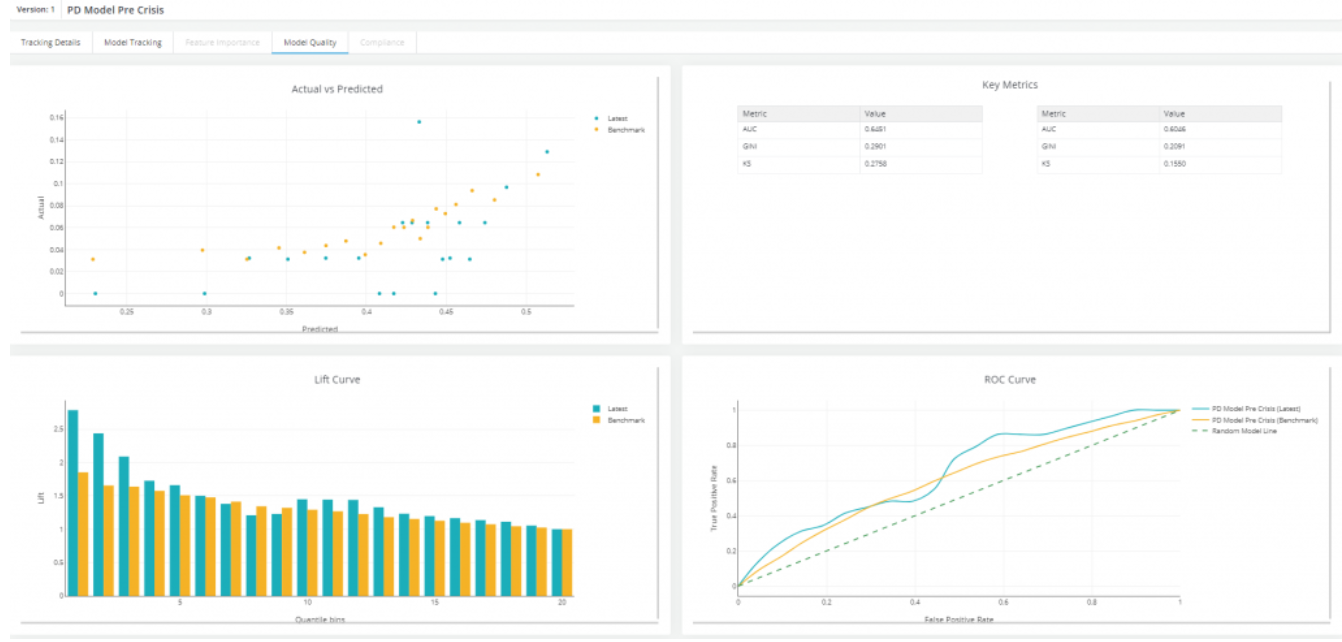 Version: 1 PD Model Pre Crisis
Tracking Details Model Tracking Feature Importance Model Quality Compliance
Actual vs Predicted
Latest
Benchmark
0.16
0.14
0.12
0.1
0.08
0.06
0.04
0.02
0
Actual
0.25 0.3 0.35 0.4 0.45 0.5
Predicted
Key Metrics
Metric Value
AUC 0.6451
GINI 0.2901
KS 0.2758
Metric Value
AUC 0.6046
GINI 0.2091
KS 0.1550
Lift Curve
Latest
Benchmark
2.5
2
1.5
1
0.5
0
Lift
5 10 15 20
Quantile bins
ROC Curve
PD Model Pre Crisis (Latest)
PD Model Pre Crisis (Benchmark)
Random Model Line
1
0.8
0.6
0.4
0.2
0
True Positive Rate
0 0.2 0.4 0.6 0.8 1
False Positive Rate